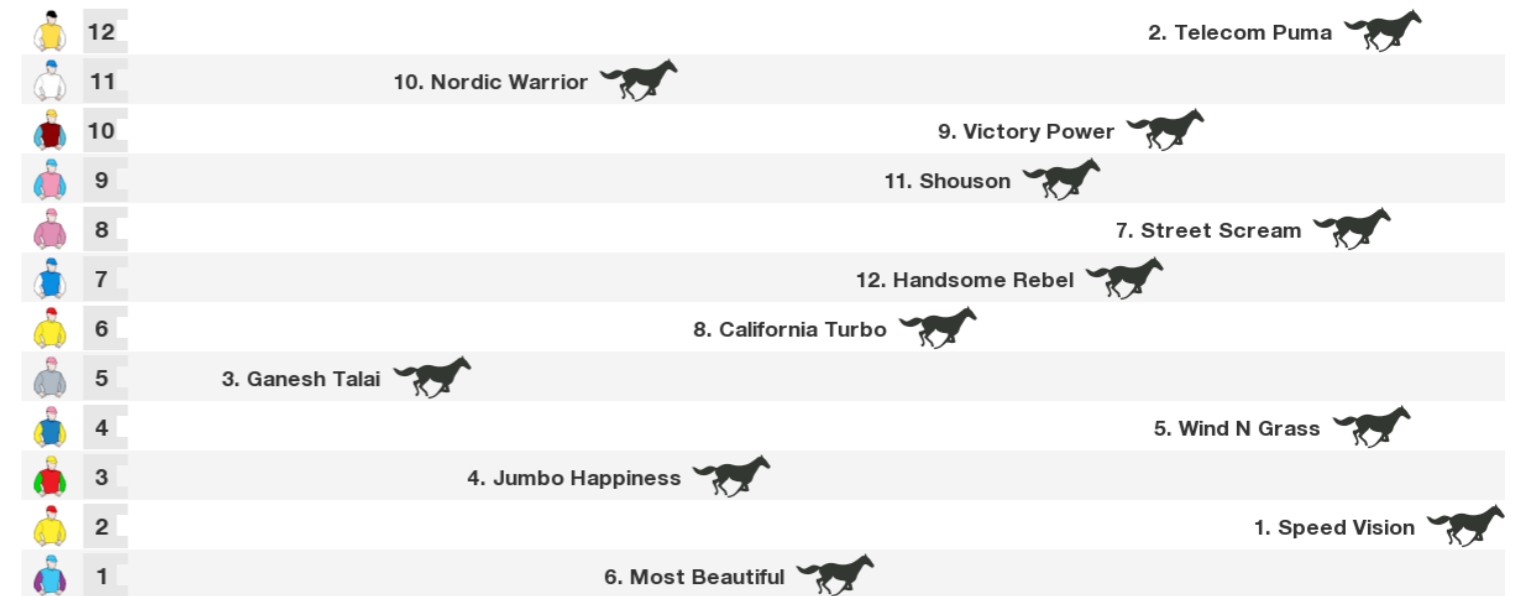 12 2. Telecom Puma
11 10. Nordic Warrior
10 9. Victory Power
9 11. Shouson
8 7. Street Scream
7 12. Handsome Rebel
6 8. California Turbo
5 3. Ganesh Talai
4 5. Wind N Grass
3 4. Jumbo Happiness
2 1. Speed Vision
1 6. Most Beautiful